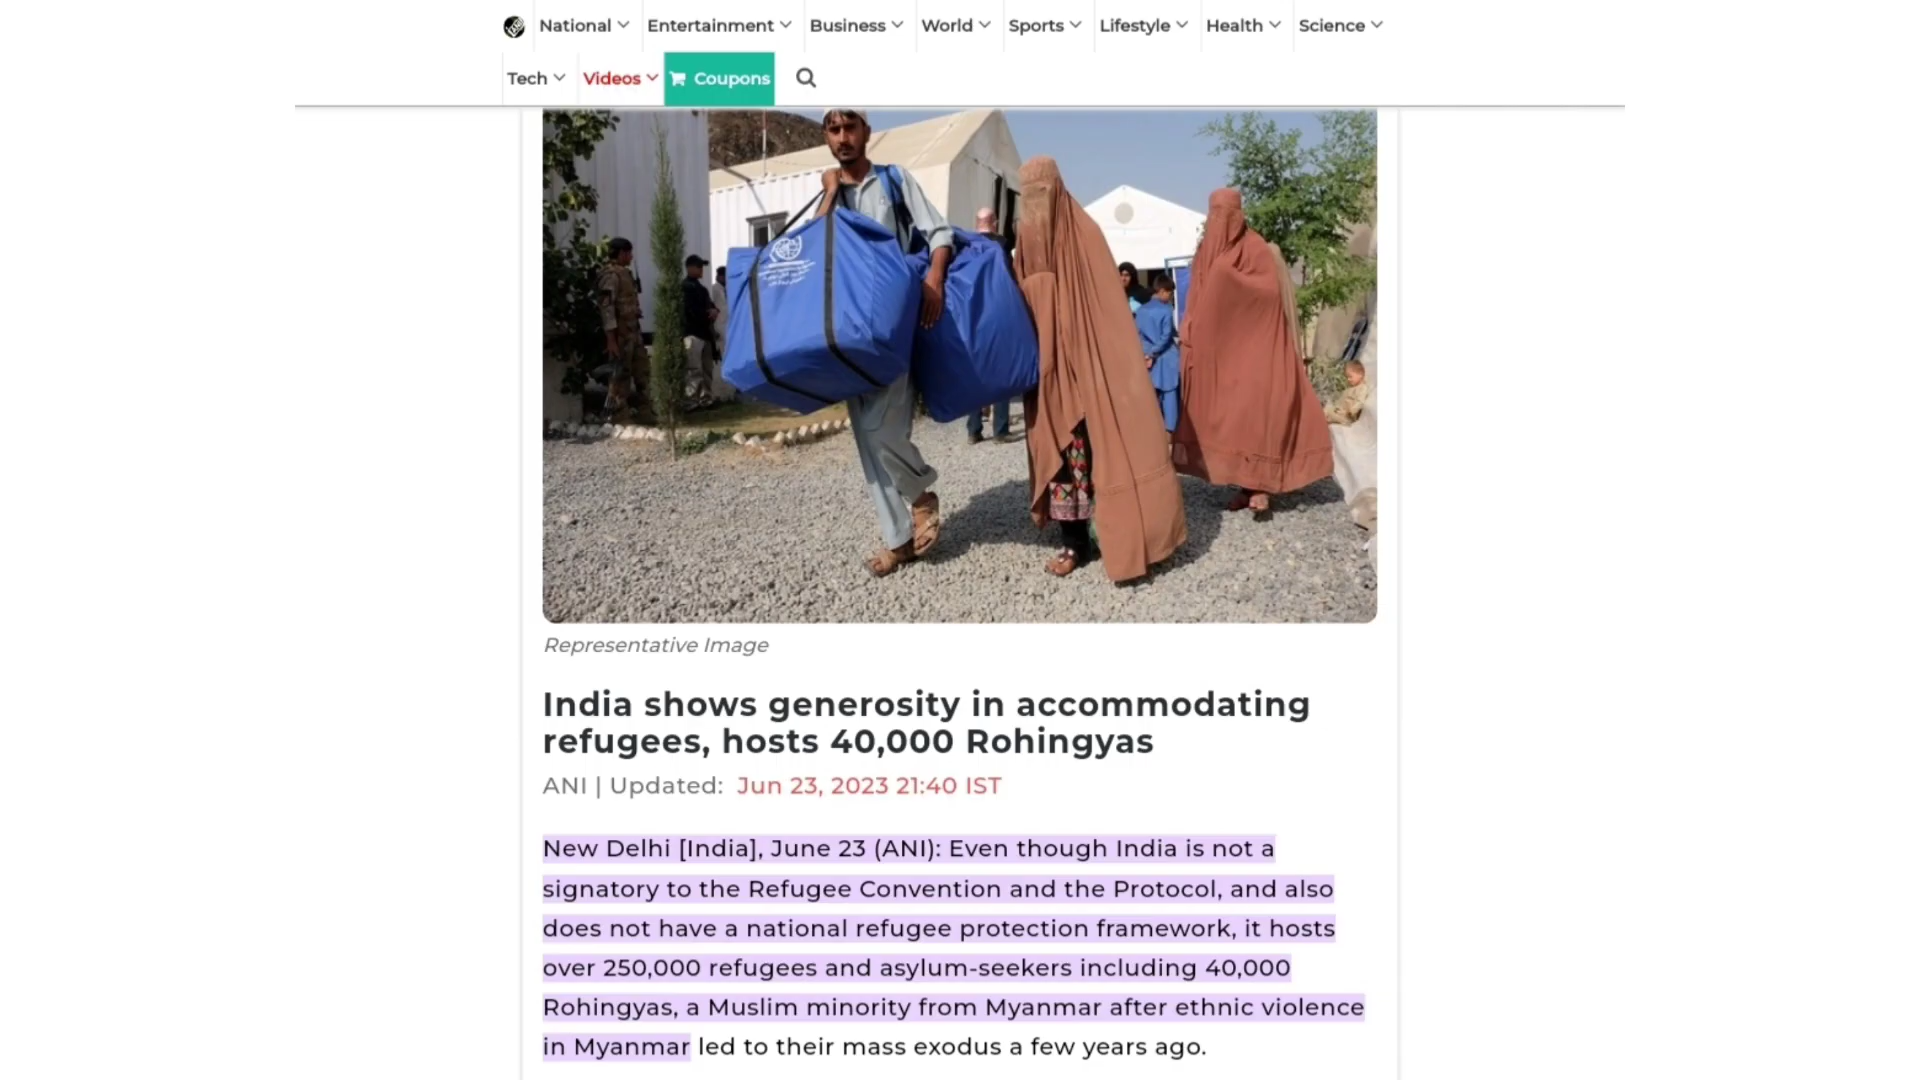 National
Entertainment
Business
World
Sports
Lifestyle
Health
Science
Tech
Videos
Coupons
Representative Image
India shows generosity in accommodating
refugees, hosts 40,000 Rohingyas
ANI | Updated: Jun 23, 2023 21:40 IST
New Delhi [India], June 23 (ANI): Even though India is not a
signatory to the Refugee Convention and the Protocol, and also
does not have a national refugee protection framework, it hosts
over 250,000 refugees and asylum-seekers including 40,000
Rohingyas, a Muslim minority from Myanmar after ethnic violence
in Myanmar led to their mass exodus a few years ago.